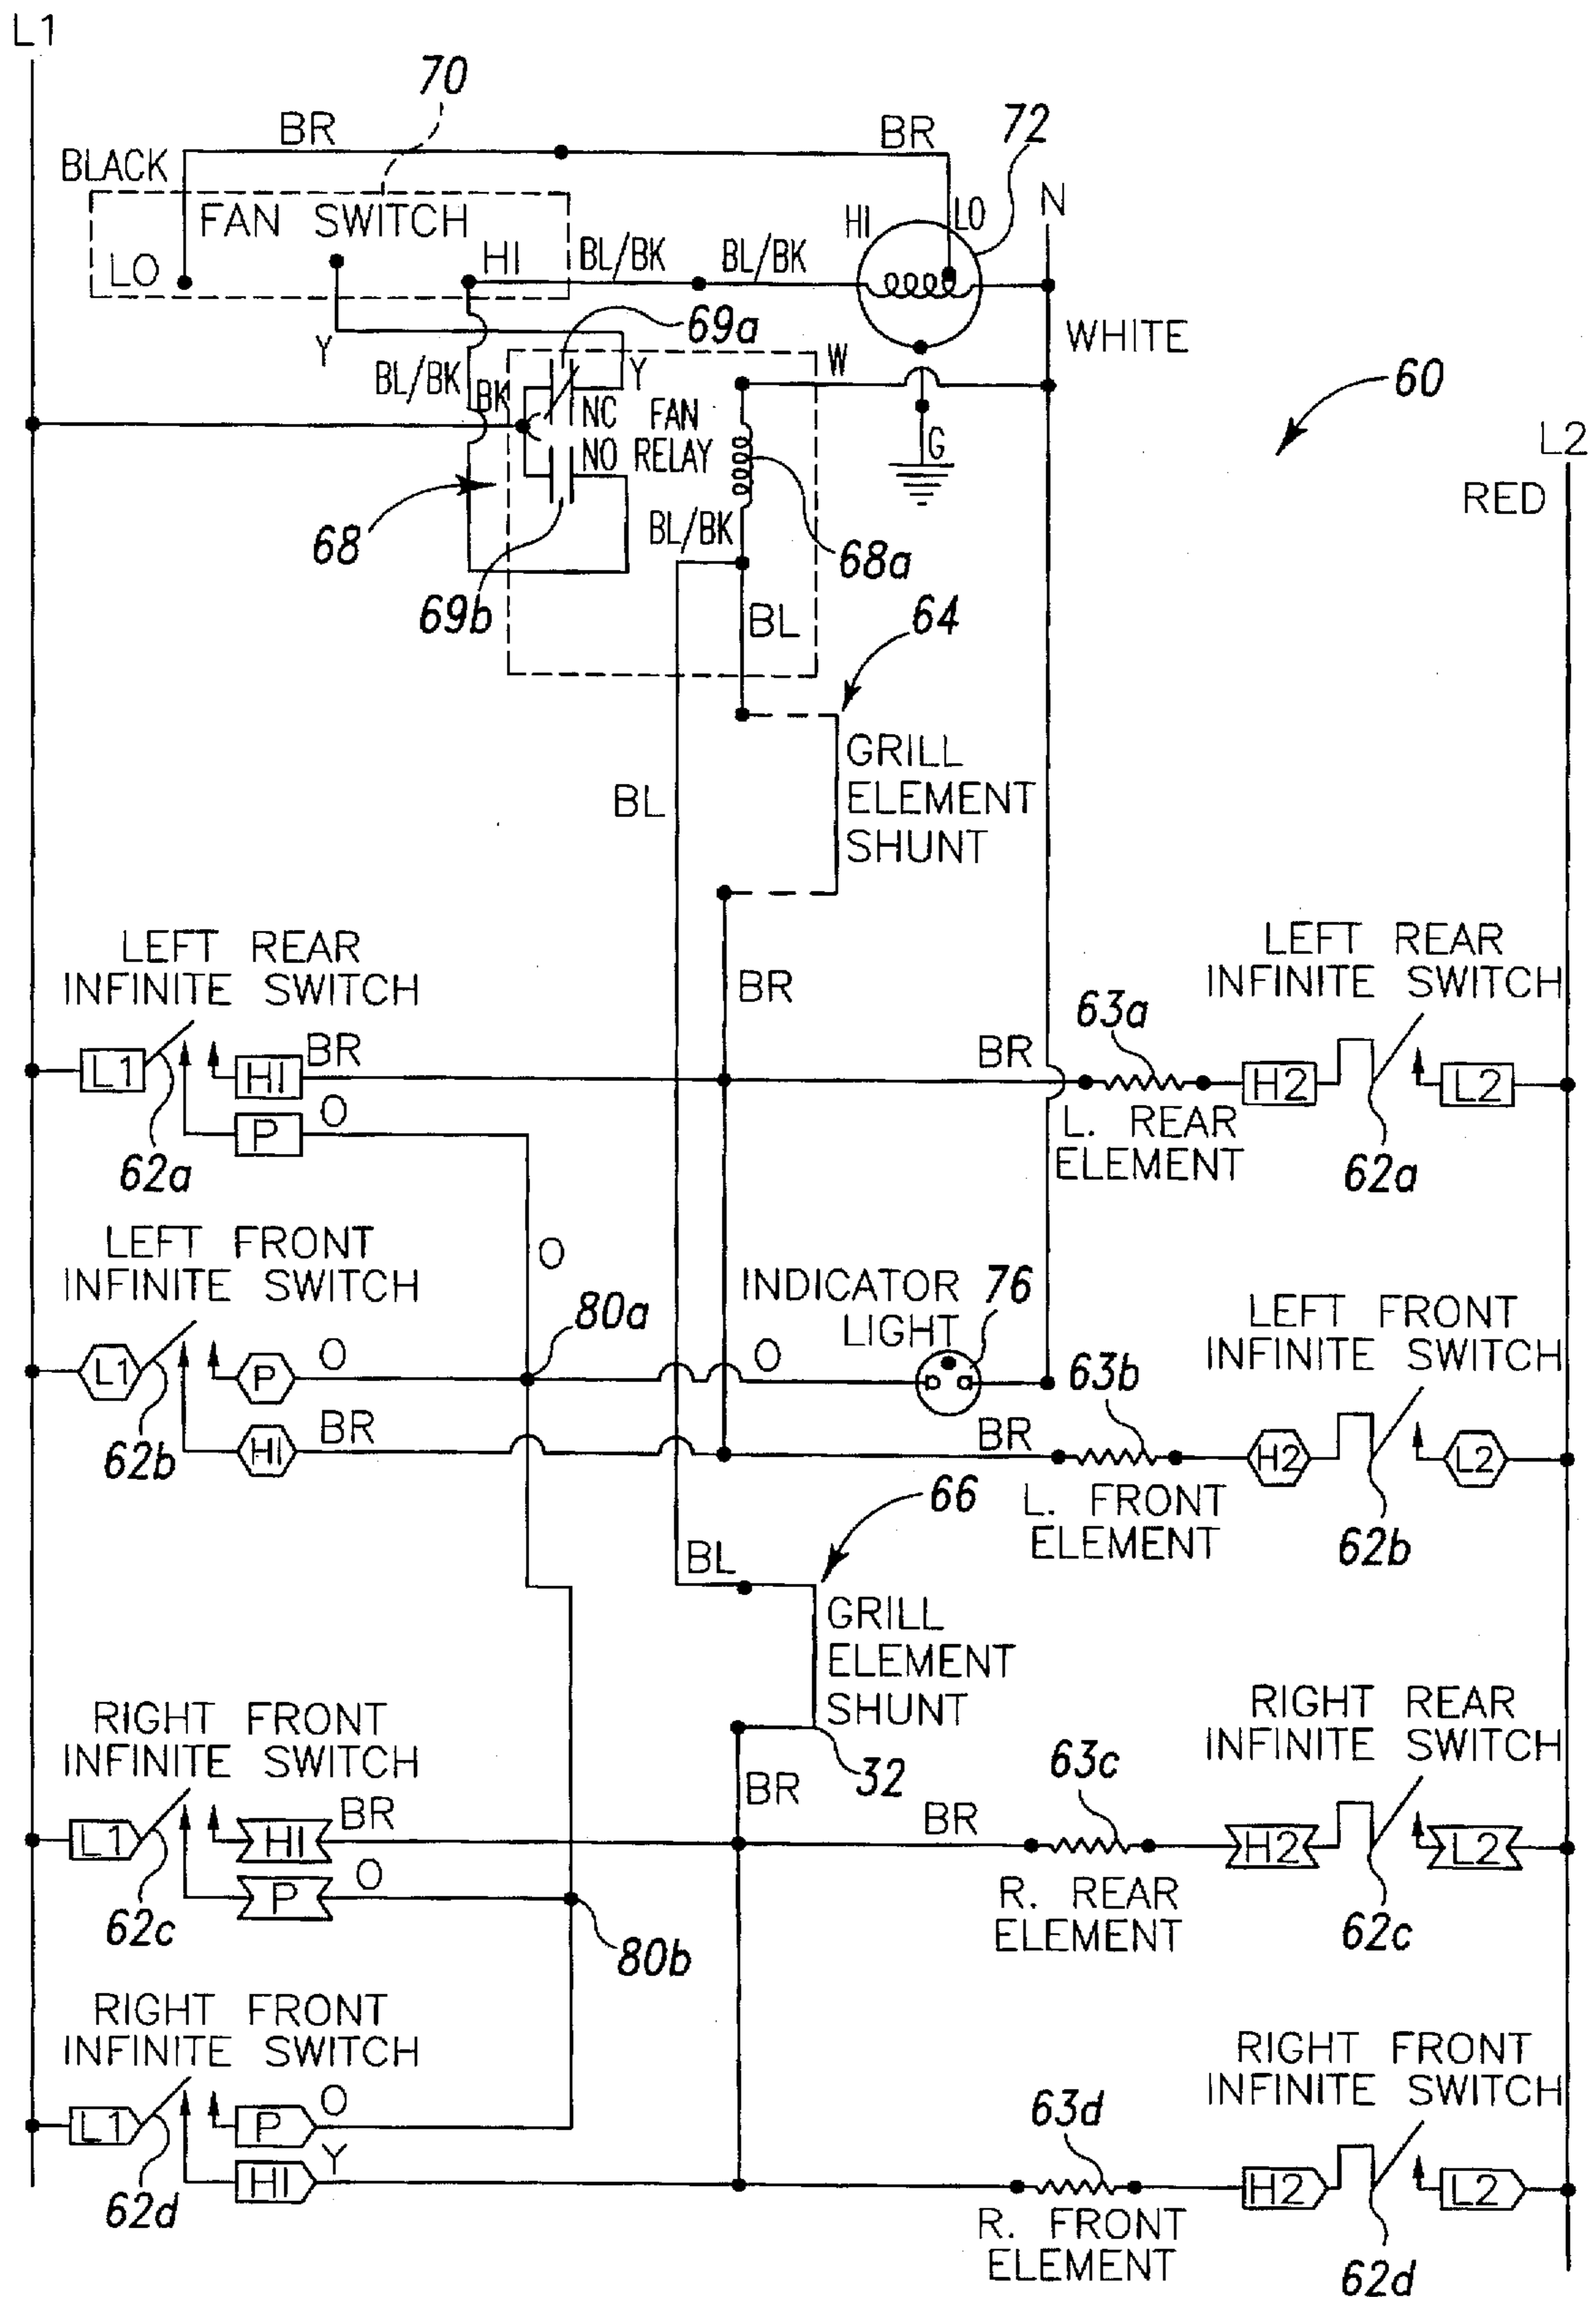 L1
70
BR
BR
72
BLACK
FAN SWITCH
LO
HI
BL/BK
BL/BK
HI
LO
N
WHITE
Y
69a
BL/BK
BK
Y
W
NC FAN
NO RELAY
60
L2
RED
G
68
BL/BK
68a
69b
BL
64
GRILL
ELEMENT
SHUNT
BL
LEFT REAR
INFINITE SWITCH
BR
LEFT REAR
INFINITE SWITCH
63a
L1
HI
BR
BR
H2
L2
P
O
L. REAR
ELEMENT
62a
62a
LEFT FRONT
INFINITE SWITCH
O
80a
INDICATOR
LIGHT
76
LEFT FRONT
INFINITE SWITCH
L1
P
O
O
63b
HI
BR
BR
H2
L2
62b
L. FRONT
ELEMENT
62b
66
BL
GRILL
ELEMENT
SHUNT
RIGHT FRONT
INFINITE SWITCH
RIGHT REAR
INFINITE SWITCH
32
63c
BR
L1
HI
BR
BR
H2
L2
P
O
62c
R. REAR
ELEMENT
62c
80b
RIGHT FRONT
INFINITE SWITCH
RIGHT FRONT
INFINITE SWITCH
L1
P
O
63d
HI
Y
H2
L2
62d
R. FRONT
ELEMENT
62d